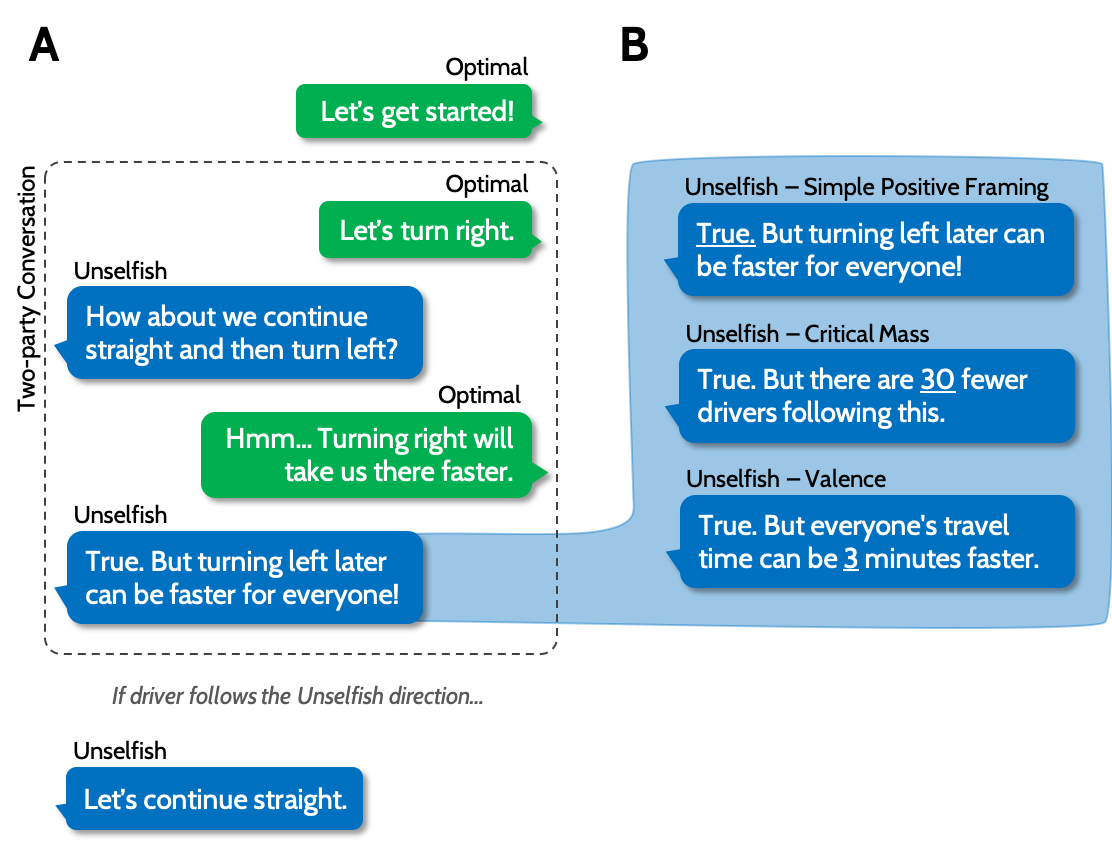 A
Optimal
Let's get started!
Two-party Conversation
Optimal
Let's turn right.
Unselfish
How about we continue
straight and then turn left?
Optimal
Hmm... Turning right will
take us there faster.
Unselfish
True. But turning left later
can be faster for everyone!
If driver follows the Unselfish direction...
Unselfish
Let's continue straight.
B
Unselfish – Simple Positive Framing
True. But turning left later can
be faster for everyone!
Unselfish – Critical Mass
True. But there are 30 fewer
drivers following this.
Unselfish – Valence
True. But everyone's travel
time can be 3 minutes faster.